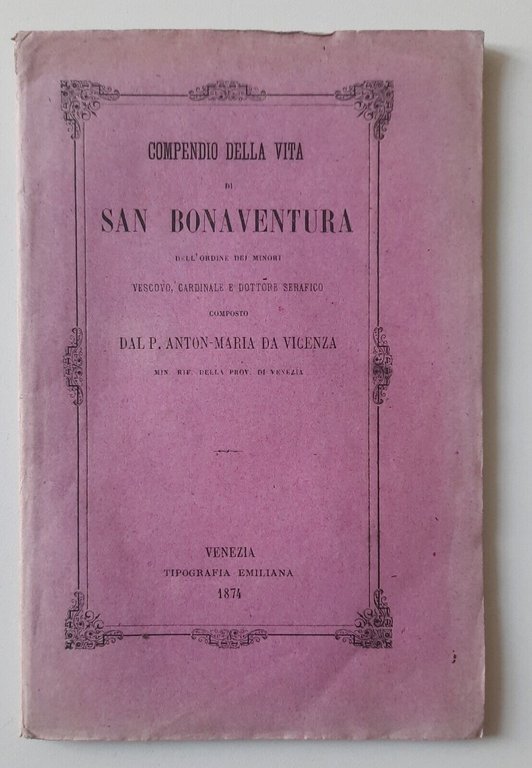 COMPENDIO DELLA VITA
DI
SAN BONAVENTURA
DELL'ORDINE DEI MINORI
VESCOVO, CARDINALE E DOTTORE SERAFICO
COMPOSTO
DAL P. ANTON-MARIA DA VICENZA
MIN. RIF. DELLA PROV. DI VENEZIA
VENEZIA
TIPOGRAFIA EMILIANA
1874